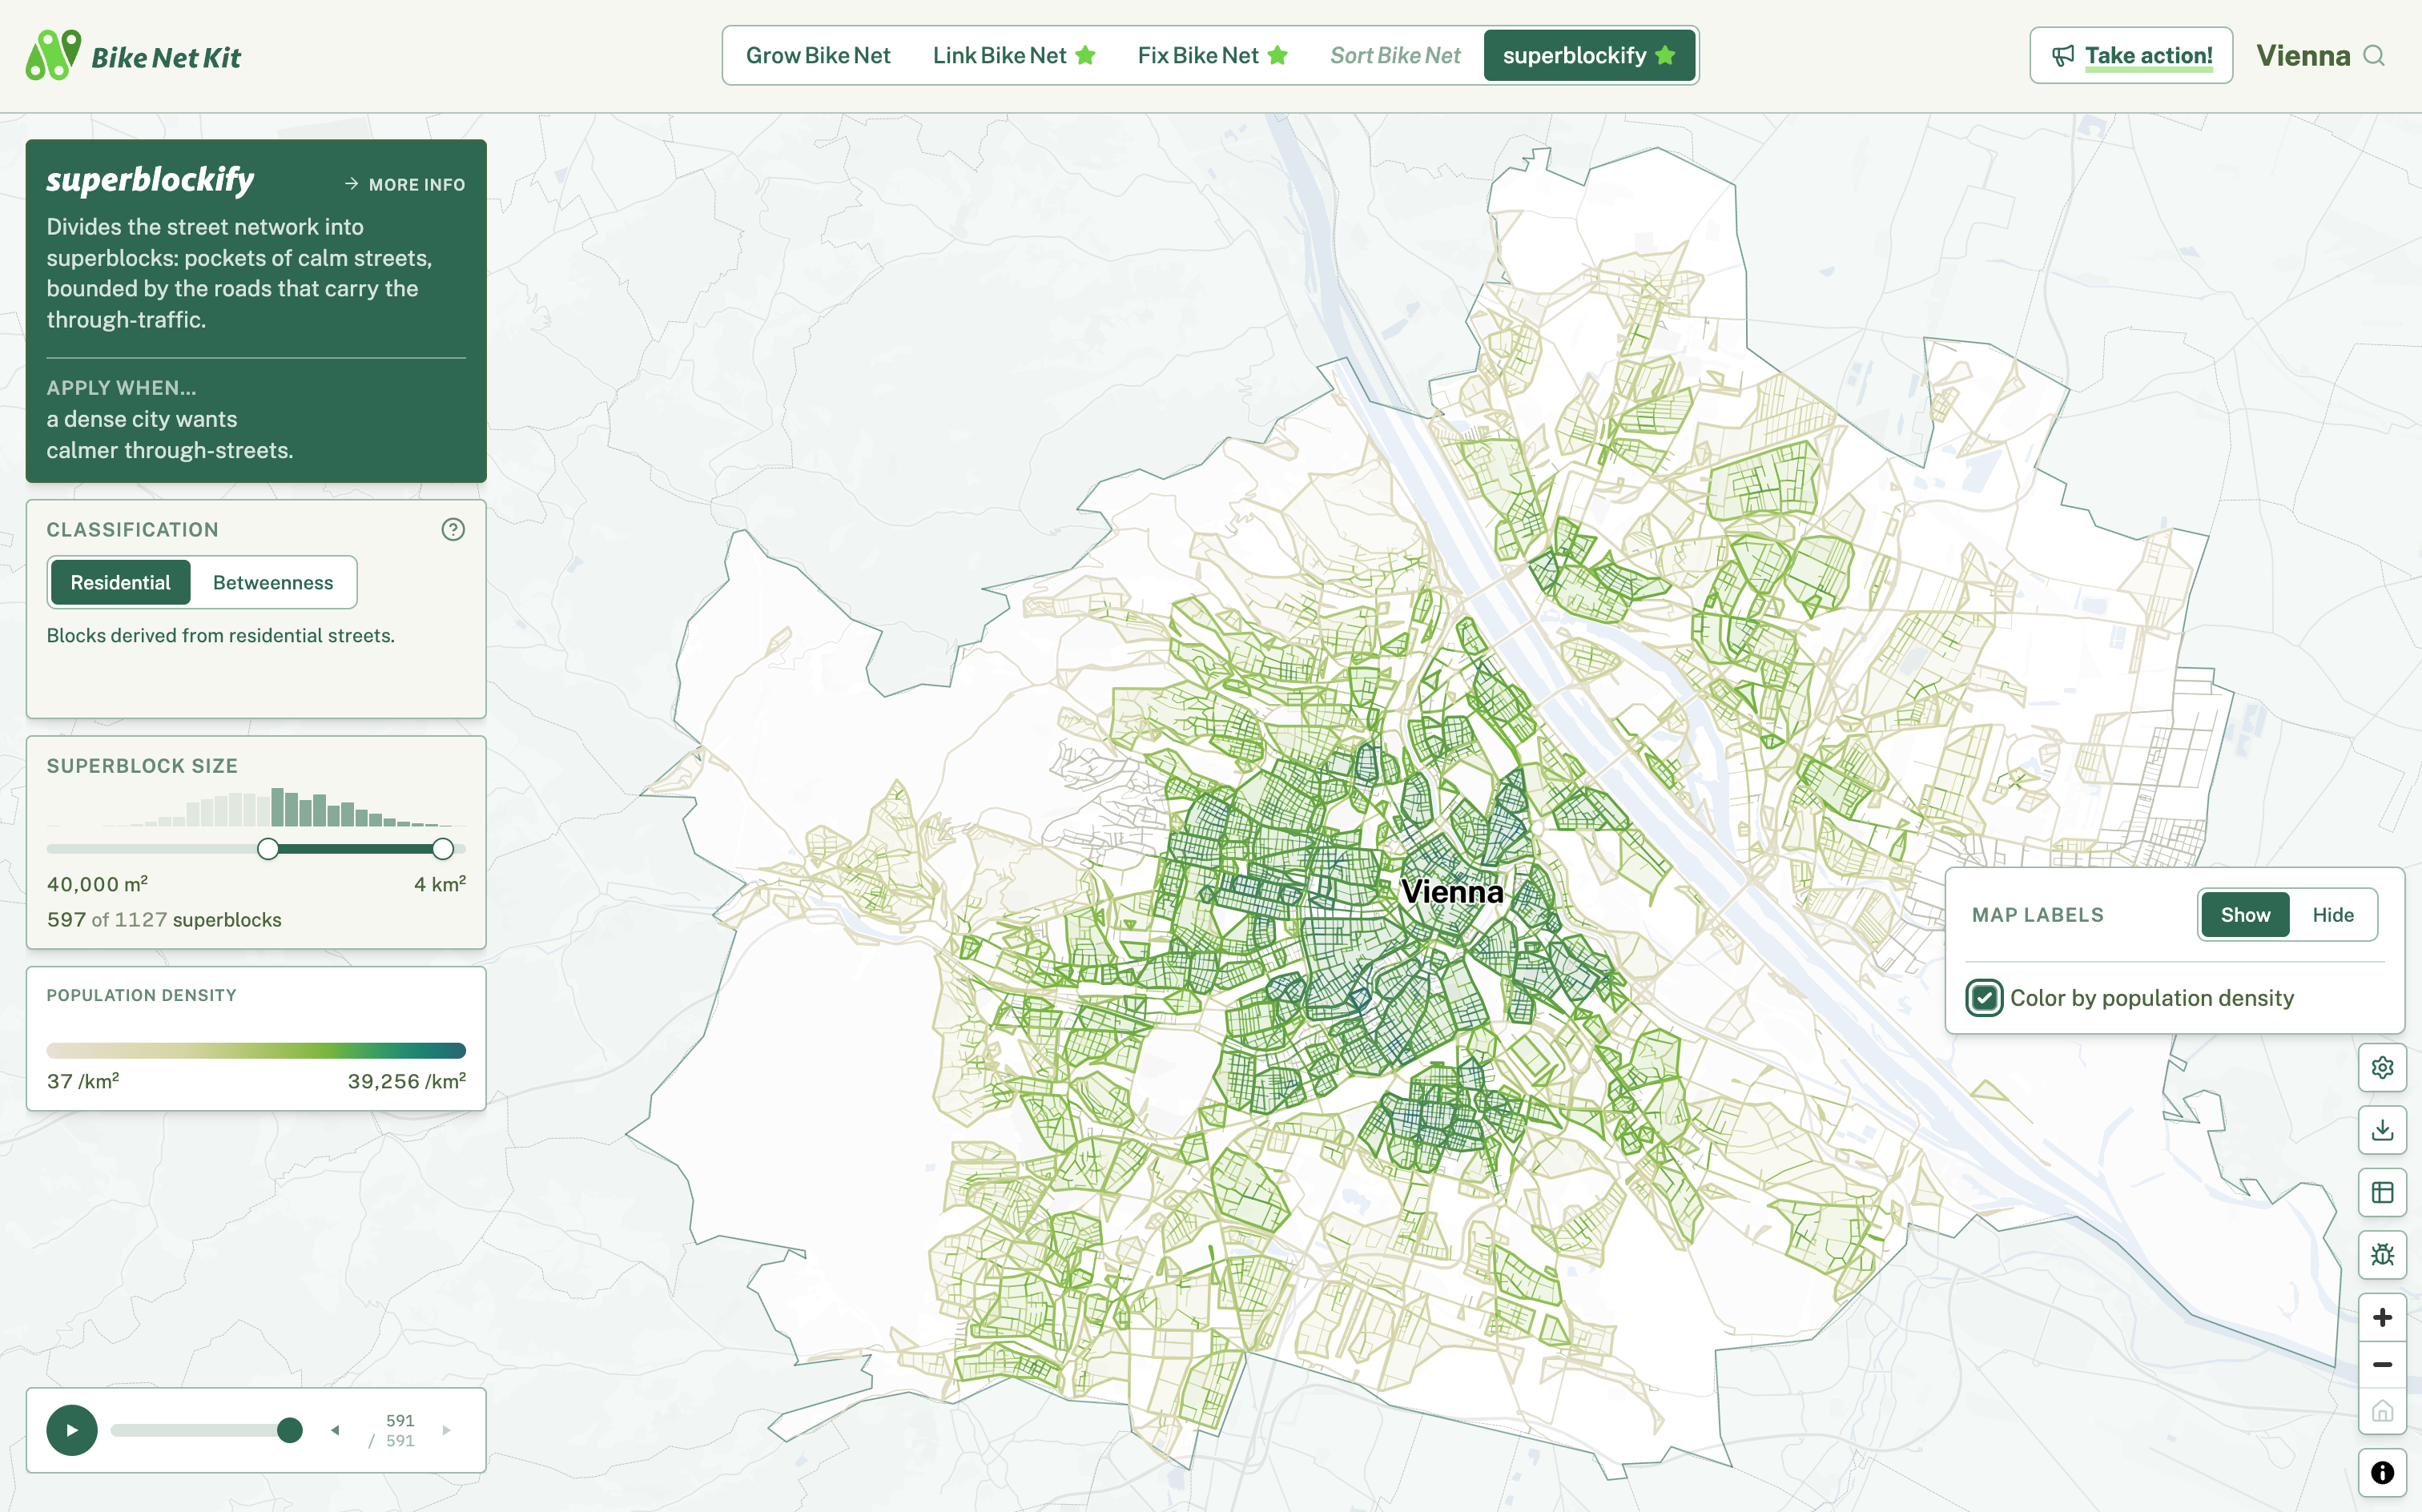 Bike Net Kit
Grow Bike Net
Link Bike Net
Fix Bike Net
Sort Bike Net
superblockify
Take action!
Vienna
superblockify
→ MORE INFO
Divides the street network into
superblocks: pockets of calm streets,
bounded by the roads that carry the
through-traffic.
APPLY WHEN...
a dense city wants
calmer through-streets.
CLASSIFICATION
?
Residential
Betweenness
Blocks derived from residential streets.
SUPERBLOCK SIZE
40,000 m²
4 km²
597 of 1127 superblocks
POPULATION DENSITY
37 /km²
39,256 /km²
591
/ 591
Vienna
MAP LABELS
Show
Hide
Color by population density